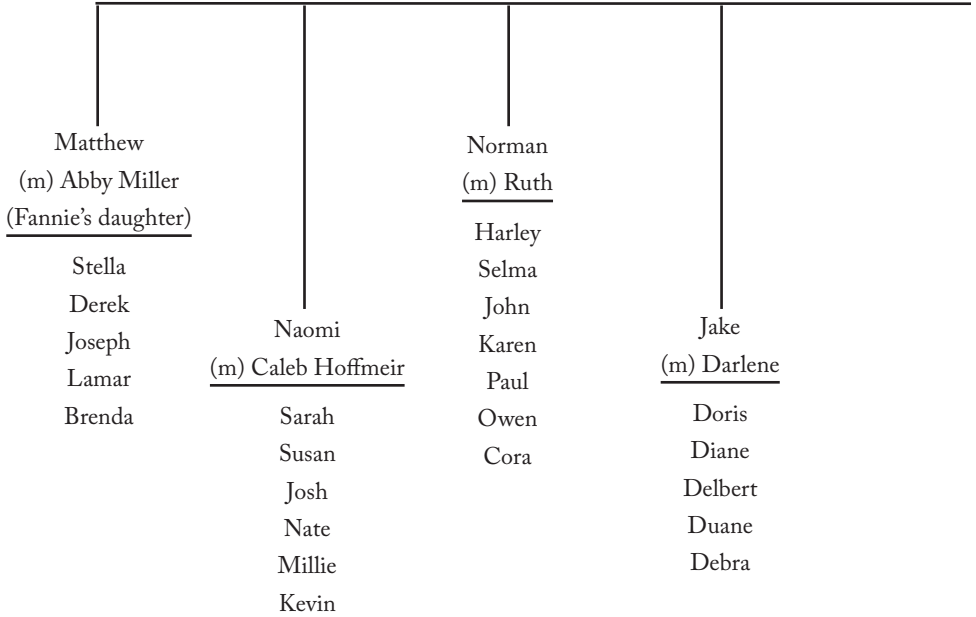 Matthew
(m) Abby Miller
(Fannie’s daughter)
Stella
Derek
Joseph
Lamar
Brenda
Naomi
(m) Caleb Hoffmeir
Sarah
Susan
Josh
Nate
Millie
Kevin
Norman
(m) Ruth
Harley
Selma
John
Karen
Paul
Owen
Cora
Jake
(m) Darlene
Doris
Diane
Delbert
Duane
Debra